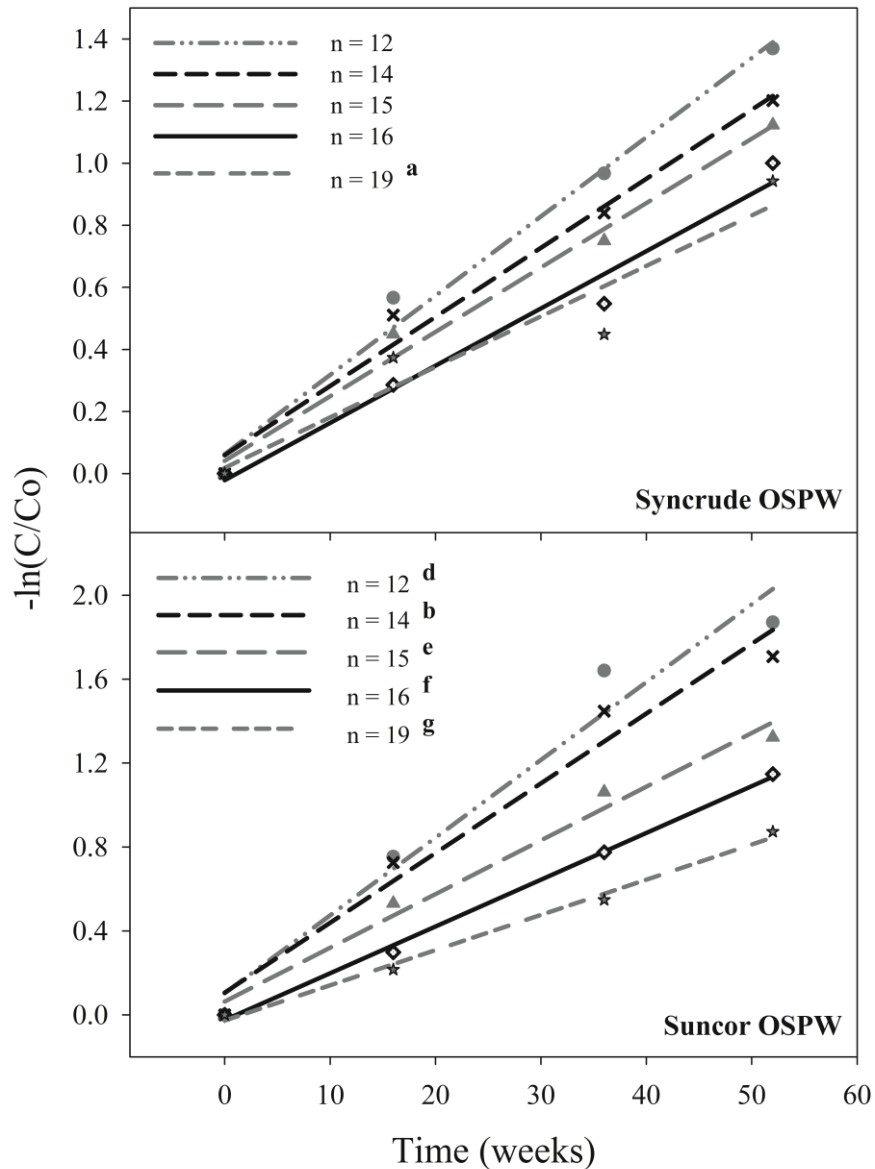 -ln(C/Co)
1.4
1.2
1.0
0.8
0.6
0.4
0.2
0.0
n = 12
n = 14
n = 15
n = 16
n = 19 a
Syncrude OSPW
2.0
1.6
1.2
0.8
0.4
0.0
n = 12 d
n = 14 b
n = 15 e
n = 16 f
n = 19 g
Suncor OSPW
0 10 20 30 40 50 60
Time (weeks)